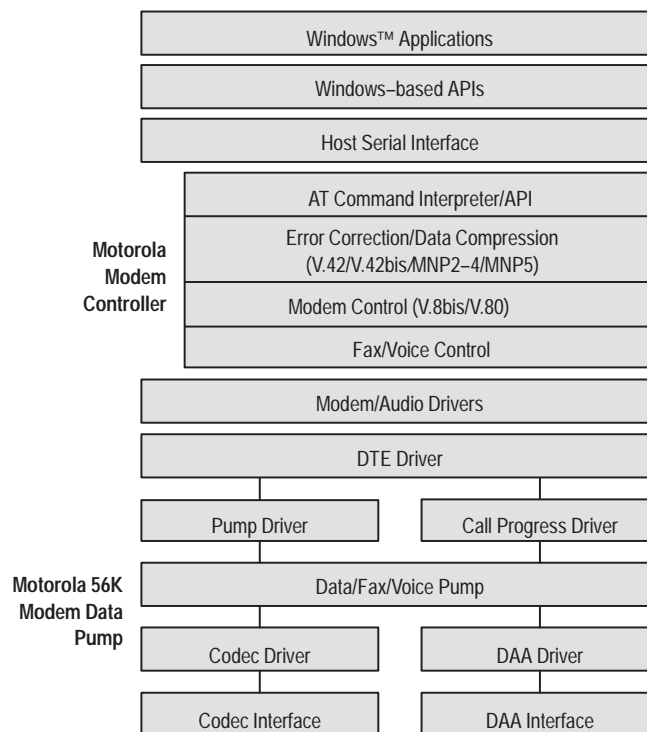 Windows™ Applications
Windows–based APIs
Host Serial Interface
Motorola
Modem
Controller
AT Command Interpreter/API
Error Correction/Data Compression
(V.42/V.42bis/MNP2–4/MNP5)
Modem Control (V.8bis/V.80)
Fax/Voice Control
Modem/Audio Drivers
DTE Driver
Pump Driver
Call Progress Driver
Motorola 56K
Modem Data
Pump
Data/Fax/Voice Pump
Codec Driver
DAA Driver
Codec Interface
DAA Interface